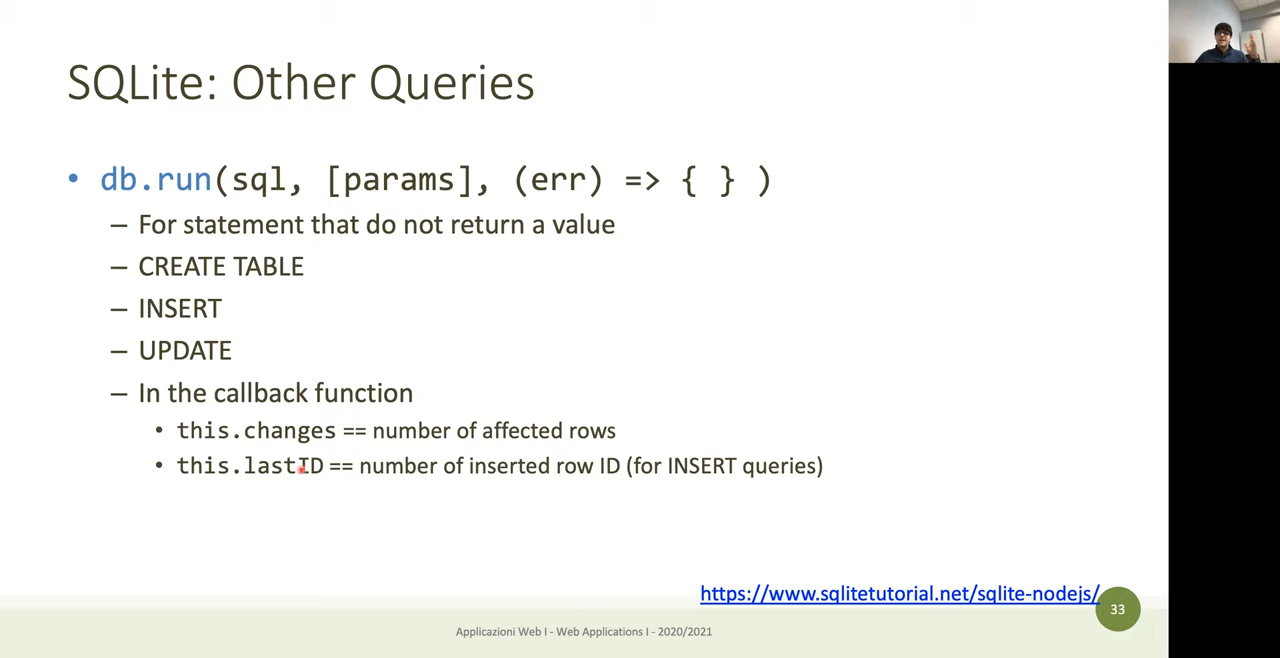 SQLite: Other Queries
• db.run(sql, [params], (err) => { } )
– For statement that do not return a value
– CREATE TABLE
– INSERT
– UPDATE
– In the callback function
• this.changes == number of affected rows
• this.lastID == number of inserted row ID (for INSERT queries)
https://www.sqlitetutorial.net/sqlite-nodejs/
33
Applicazioni Web I - Web Applications I - 2020/2021